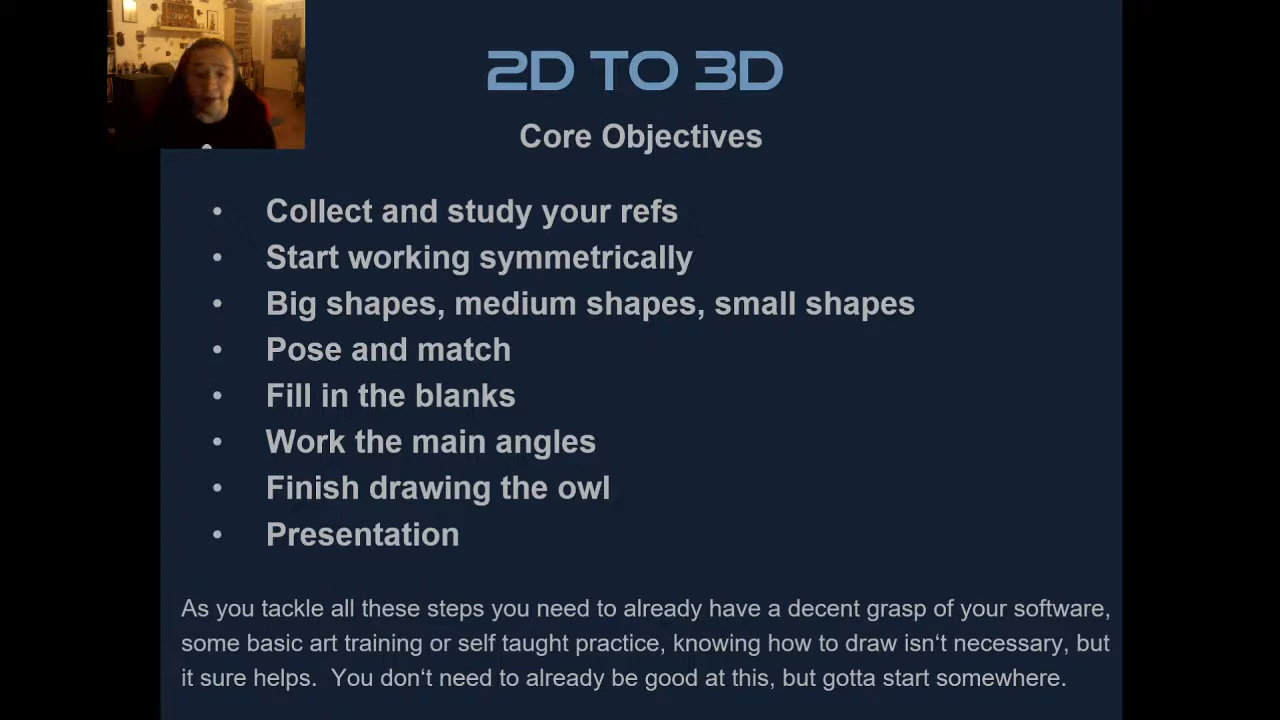 2D TO 3D
Core Objectives
• Collect and study your refs
• Start working symmetrically
• Big shapes, medium shapes, small shapes
• Pose and match
• Fill in the blanks
• Work the main angles
• Finish drawing the owl
• Presentation
As you tackle all these steps you need to already have a decent grasp of your software,
some basic art training or self taught practice, knowing how to draw isn‘t necessary, but
it sure helps.  You don‘t need to already be good at this, but gotta start somewhere.